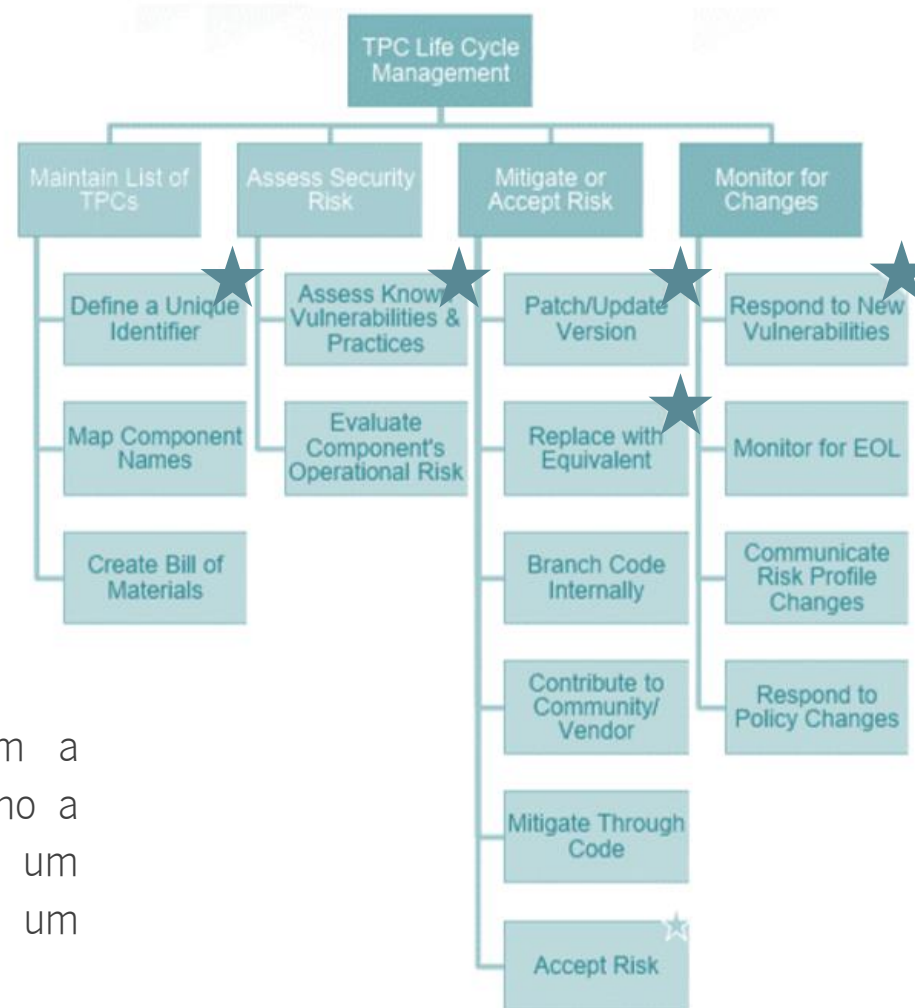 TPC Life Cycle
Management
Maintain List of
TPCs
Define a Unique
Identifier
Map Component
Names
Create Bill of
Materials
Assess Security
Risk
Assess Known
Vulnerabilities &
Practices
Evaluate
Component's
Operational Risk
Mitigate or
Accept Risk
Patch/Update
Version
Replace with
Equivalent
Branch Code
Internally
Contribute to
Community/
Vendor
Mitigate Through
Code
Accept Risk
Monitor for
Changes
Respond to New
Vulnerabilities
Monitor for EOL
Communicate
Risk Profile
Changes
Respond to
Policy Changes
a
a
um
um